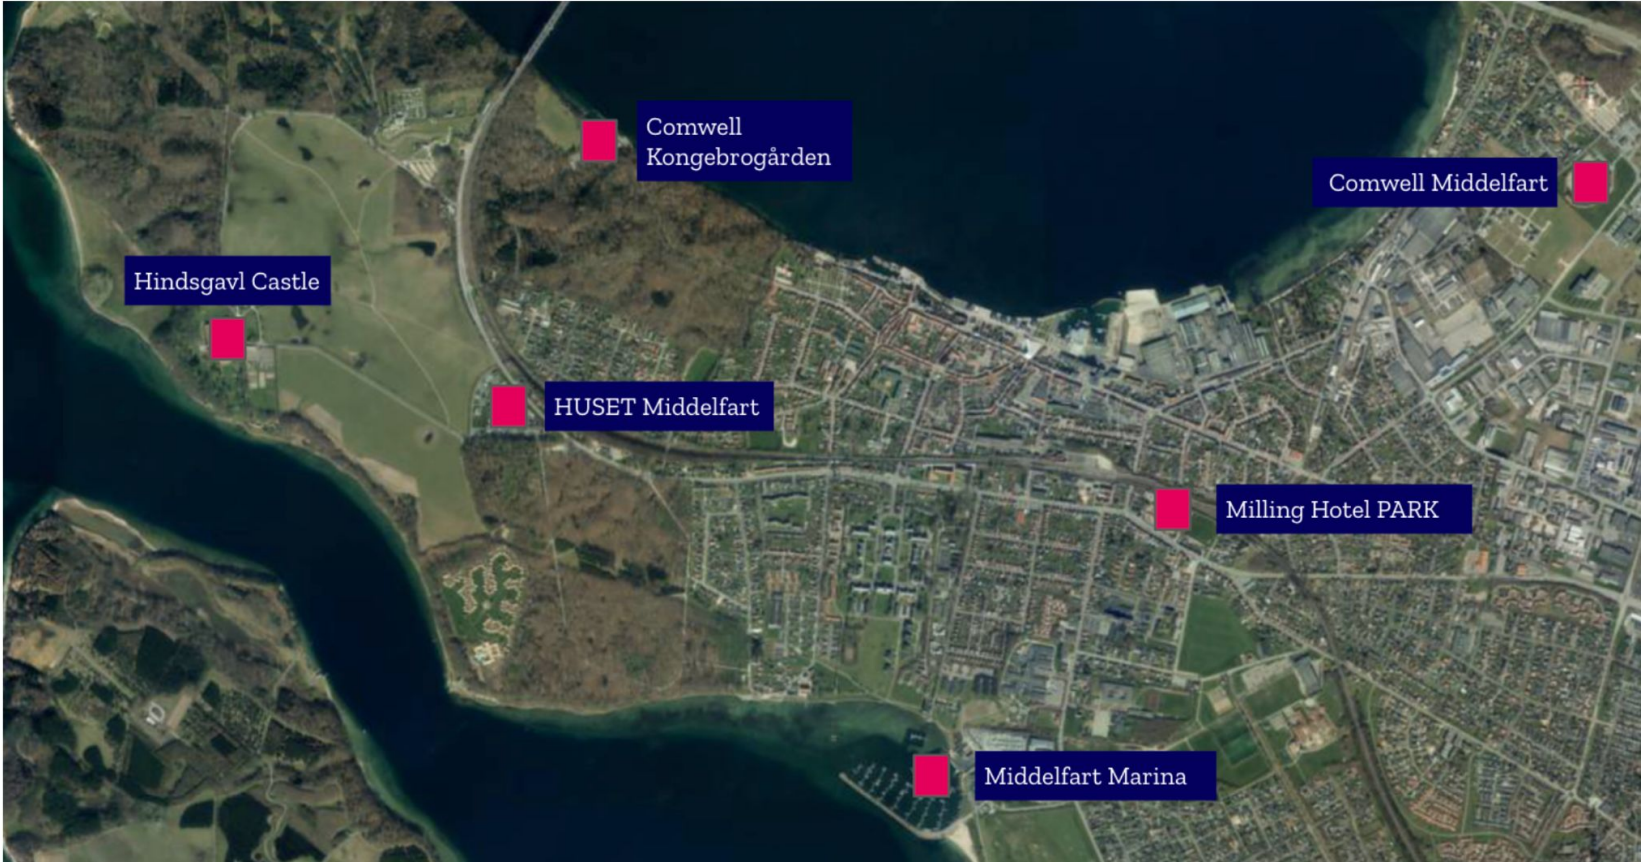 Comwell
Kongebrogården
Comwell Middelfart
Hindsgavl Castle
HUSET Middelfart
Milling Hotel PARK
Middelfart Marina